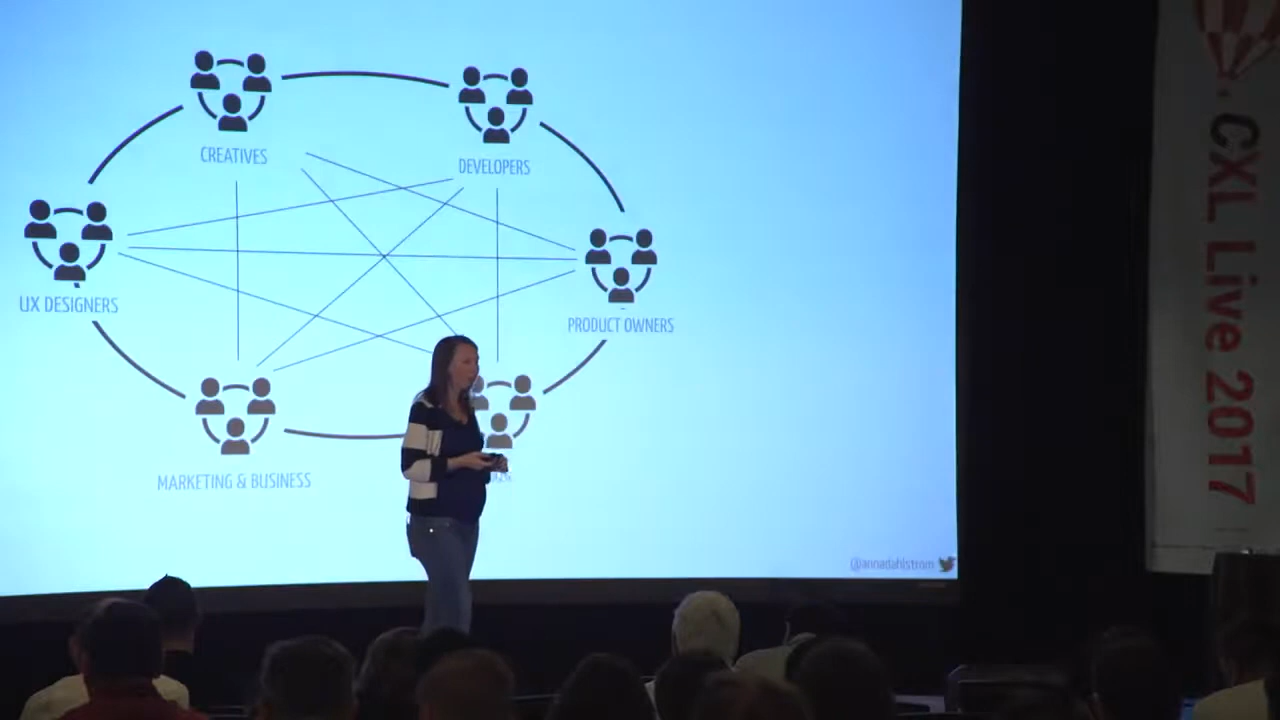 CREATIVES
DEVELOPERS
UX DESIGNERS
PRODUCT OWNERS
MARKETING & BUSINESS
@annadahlstrom
CXL Live 2017